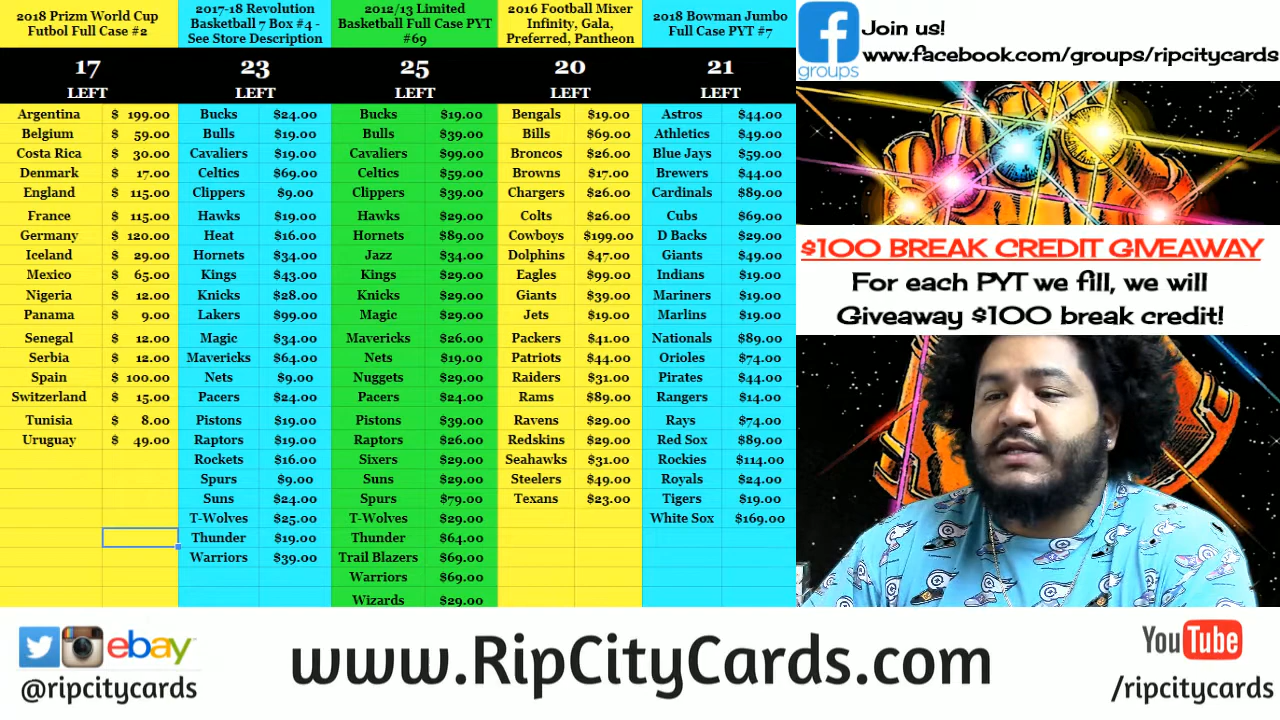 2018 Prizm World Cup
Futbol Full Case #2
17
LEFT
Argentina $ 199.00
Belgium $ 59.00
Costa Rica $ 30.00
Denmark $ 17.00
England $ 115.00
France $ 115.00
Germany $ 120.00
Iceland $ 29.00
Mexico $ 65.00
Nigeria $ 12.00
Panama $ 9.00
Senegal $ 12.00
Serbia $ 12.00
Spain $ 100.00
Switzerland $ 15.00
Tunisia $ 8.00
Uruguay $ 49.00
2017-18 Revolution
Basketball 7 Box #4 -
See Store Description
23
LEFT
Bucks $24.00
Bulls $19.00
Cavaliers $19.00
Celtics $69.00
Clippers $9.00
Hawks $19.00
Heat $16.00
Hornets $34.00
Kings $43.00
Knicks $28.00
Lakers $99.00
Magic $34.00
Mavericks $64.00
Nets $9.00
Pacers $24.00
Pistons $19.00
Raptors $19.00
Rockets $16.00
Spurs $9.00
Suns $24.00
T-Wolves $25.00
Thunder $19.00
Warriors $39.00
2012/13 Limited
Basketball Full Case PYT
#69
25
LEFT
Bucks $19.00
Bulls $39.00
Cavaliers $99.00
Celtics $59.00
Clippers $39.00
Hawks $29.00
Hornets $89.00
Jazz $34.00
Kings $29.00
Knicks $29.00
Magic $29.00
Mavericks $26.00
Nets $19.00
Nuggets $29.00
Pacers $24.00
Pistons $39.00
Raptors $26.00
Sixers $29.00
Suns $29.00
Spurs $79.00
T-Wolves $29.00
Thunder $64.00
Trail Blazers $69.00
Warriors $69.00
Wizards $29.00
2016 Football Mixer
Infinity, Gala,
Preferred, Pantheon
20
LEFT
Bengals $19.00
Bills $69.00
Broncos $26.00
Browns $17.00
Chargers $26.00
Colts $26.00
Cowboys $199.00
Dolphins $47.00
Eagles $99.00
Giants $39.00
Jets $19.00
Packers $41.00
Patriots $44.00
Raiders $31.00
Rams $89.00
Ravens $29.00
Redskins $29.00
Seahawks $31.00
Steelers $49.00
Texans $23.00
2018 Bowman Jumbo
Full Case PYT #7
21
LEFT
Astros $44.00
Athletics $49.00
Blue Jays $59.00
Brewers $44.00
Cardinals $89.00
Cubs $69.00
D Backs $29.00
Giants $49.00
Indians $19.00
Mariners $19.00
Marlins $19.00
Nationals $89.00
Orioles $74.00
Pirates $44.00
Rangers $14.00
Rays $74.00
Red Sox $89.00
Rockies $114.00
Royals $24.00
Tigers $19.00
White Sox $169.00
groups
Join us!
www.facebook.com/groups/ripcitycards
$100 BREAK CREDIT GIVEAWAY
For each PYT we fill, we will
Giveaway $100 break credit!
ebay
@ripcitycards
www.RipCityCards.com
YouTube
/ripcitycards